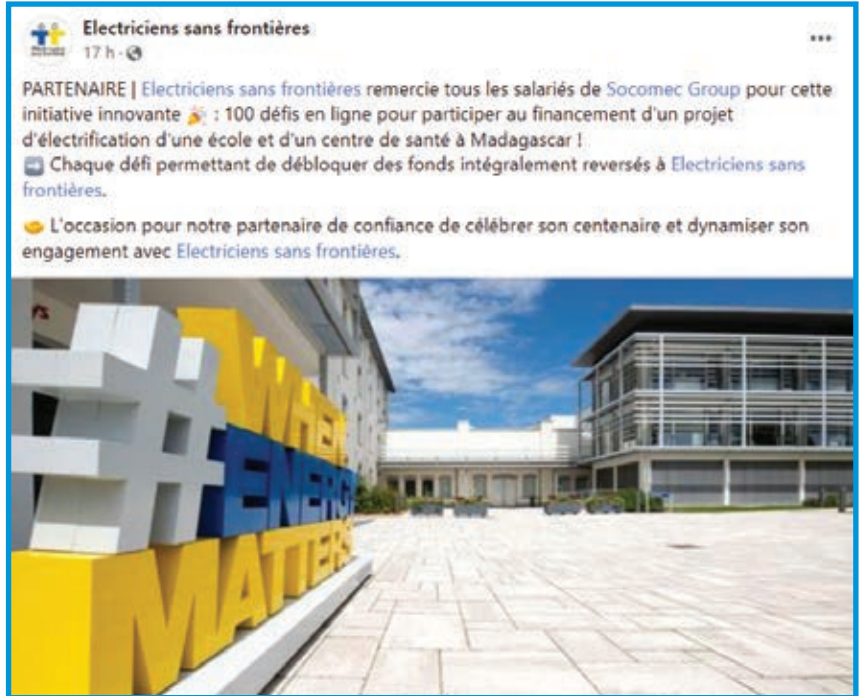 Electriciens sans frontières
17 h
PARTENAIRE | Electriciens sans frontières remercie tous les salariés de Socomec Group pour cette
initiative innovante 🎉 : 100 défis en ligne pour participer au financement d'un projet
d'électrification d'une école et d'un centre de santé à Madagascar !
➡️ Chaque défi permettant de débloquer des fonds intégralement reversés à Electriciens sans
frontières.
🤝 L'occasion pour notre partenaire de confiance de célébrer son centenaire et dynamiser son
engagement avec Electriciens sans frontières.
#WHEN
ENERGY
MATTERS